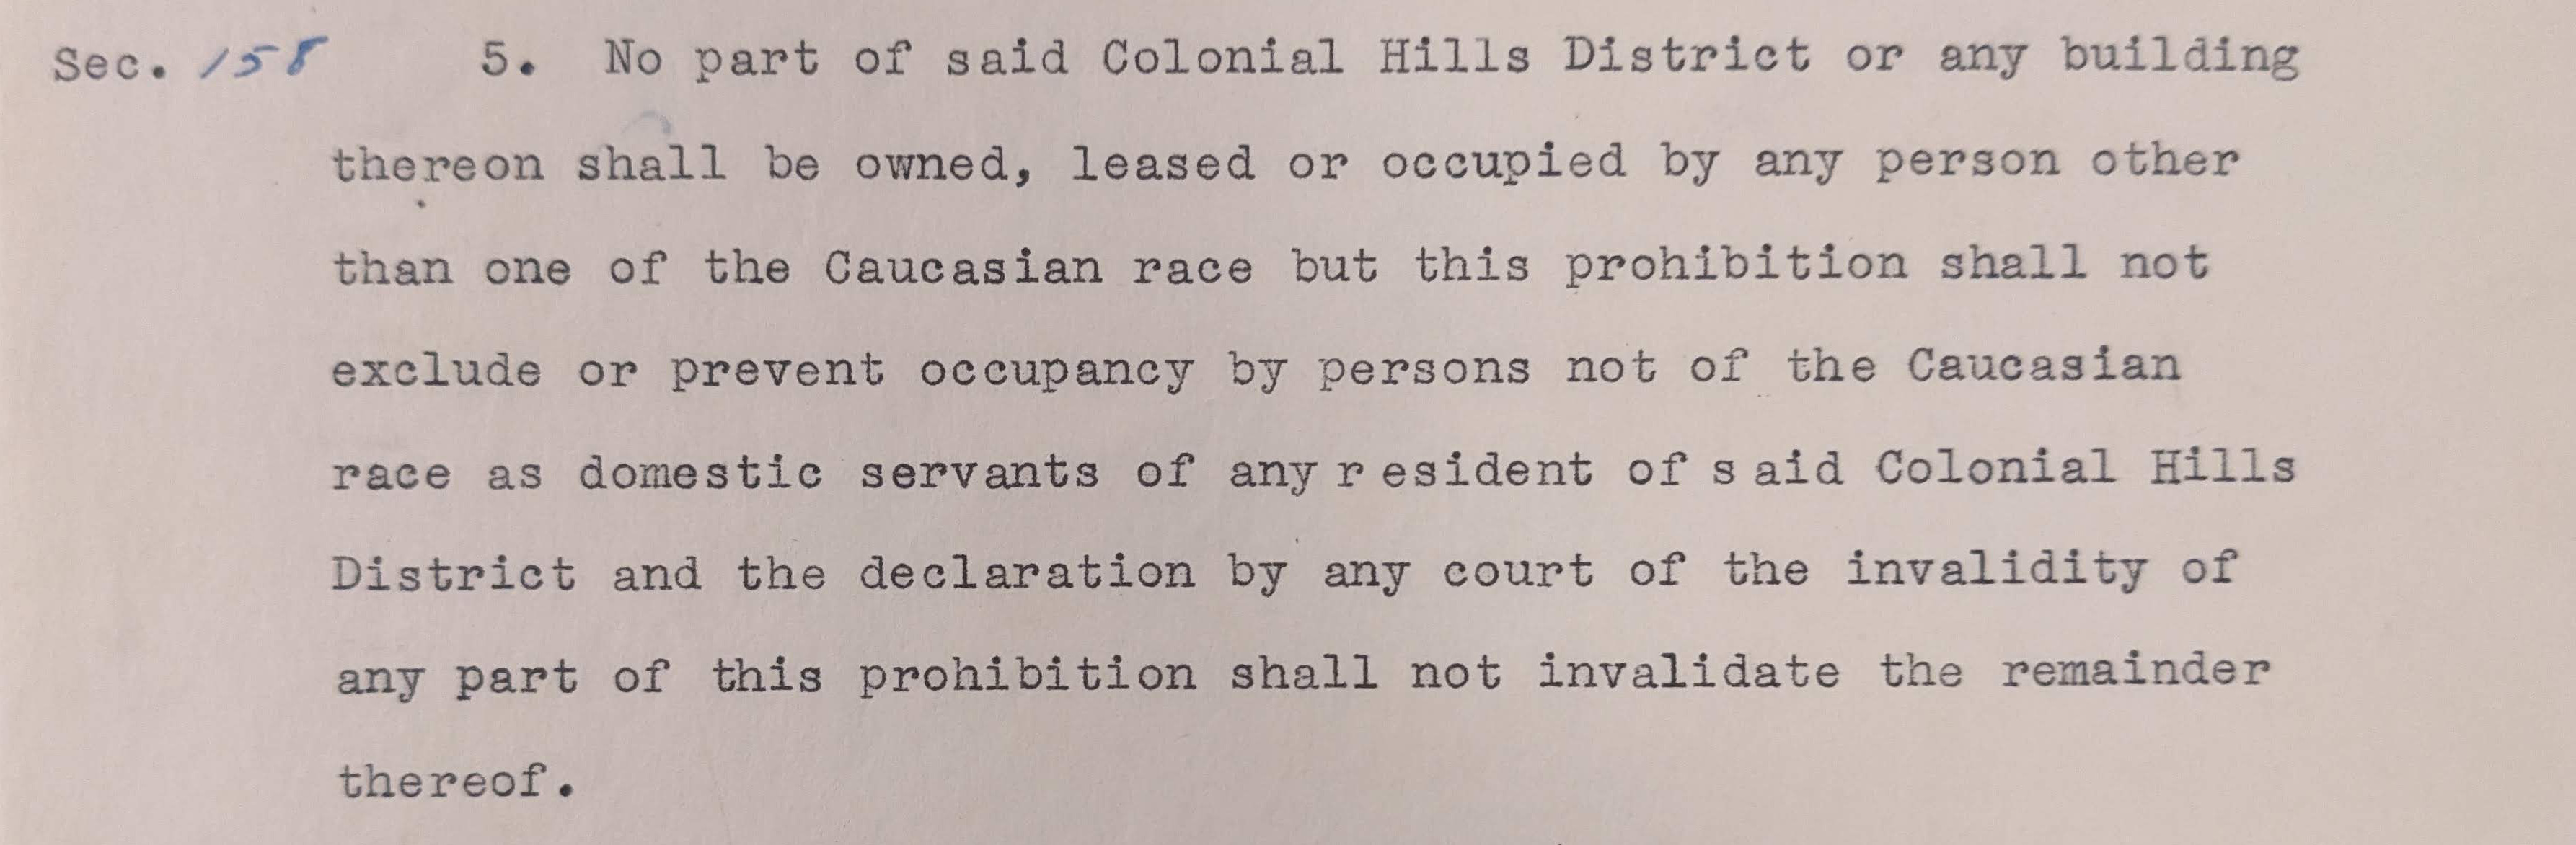 Sec. 158 5. No part of said Colonial Hills District or any building
thereon shall be owned, leased or occupied by any person other
than one of the Caucasian race but this prohibition shall not
exclude or prevent occupancy by persons not of the Caucasian
race as domestic servants of any r esident of s aid Colonial Hills
District and the declaration by any court of the invalidity of
any part of this prohibition shall not invalidate the remainder
thereof.